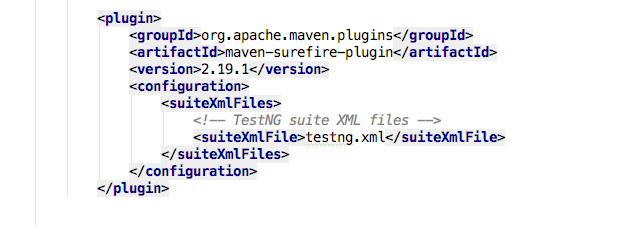 <plugin>
<groupId>org.apache.maven.plugins</groupId>
<artifactId>maven-surefire-plugin</artifactId>
<version>2.19.1</version>
<configuration>
<suiteXmlFiles>
<!-- TestNG suite XML files -->
<suiteXmlFile>testng.xml</suiteXmlFile>
</suiteXmlFiles>
</configuration>
</plugin>